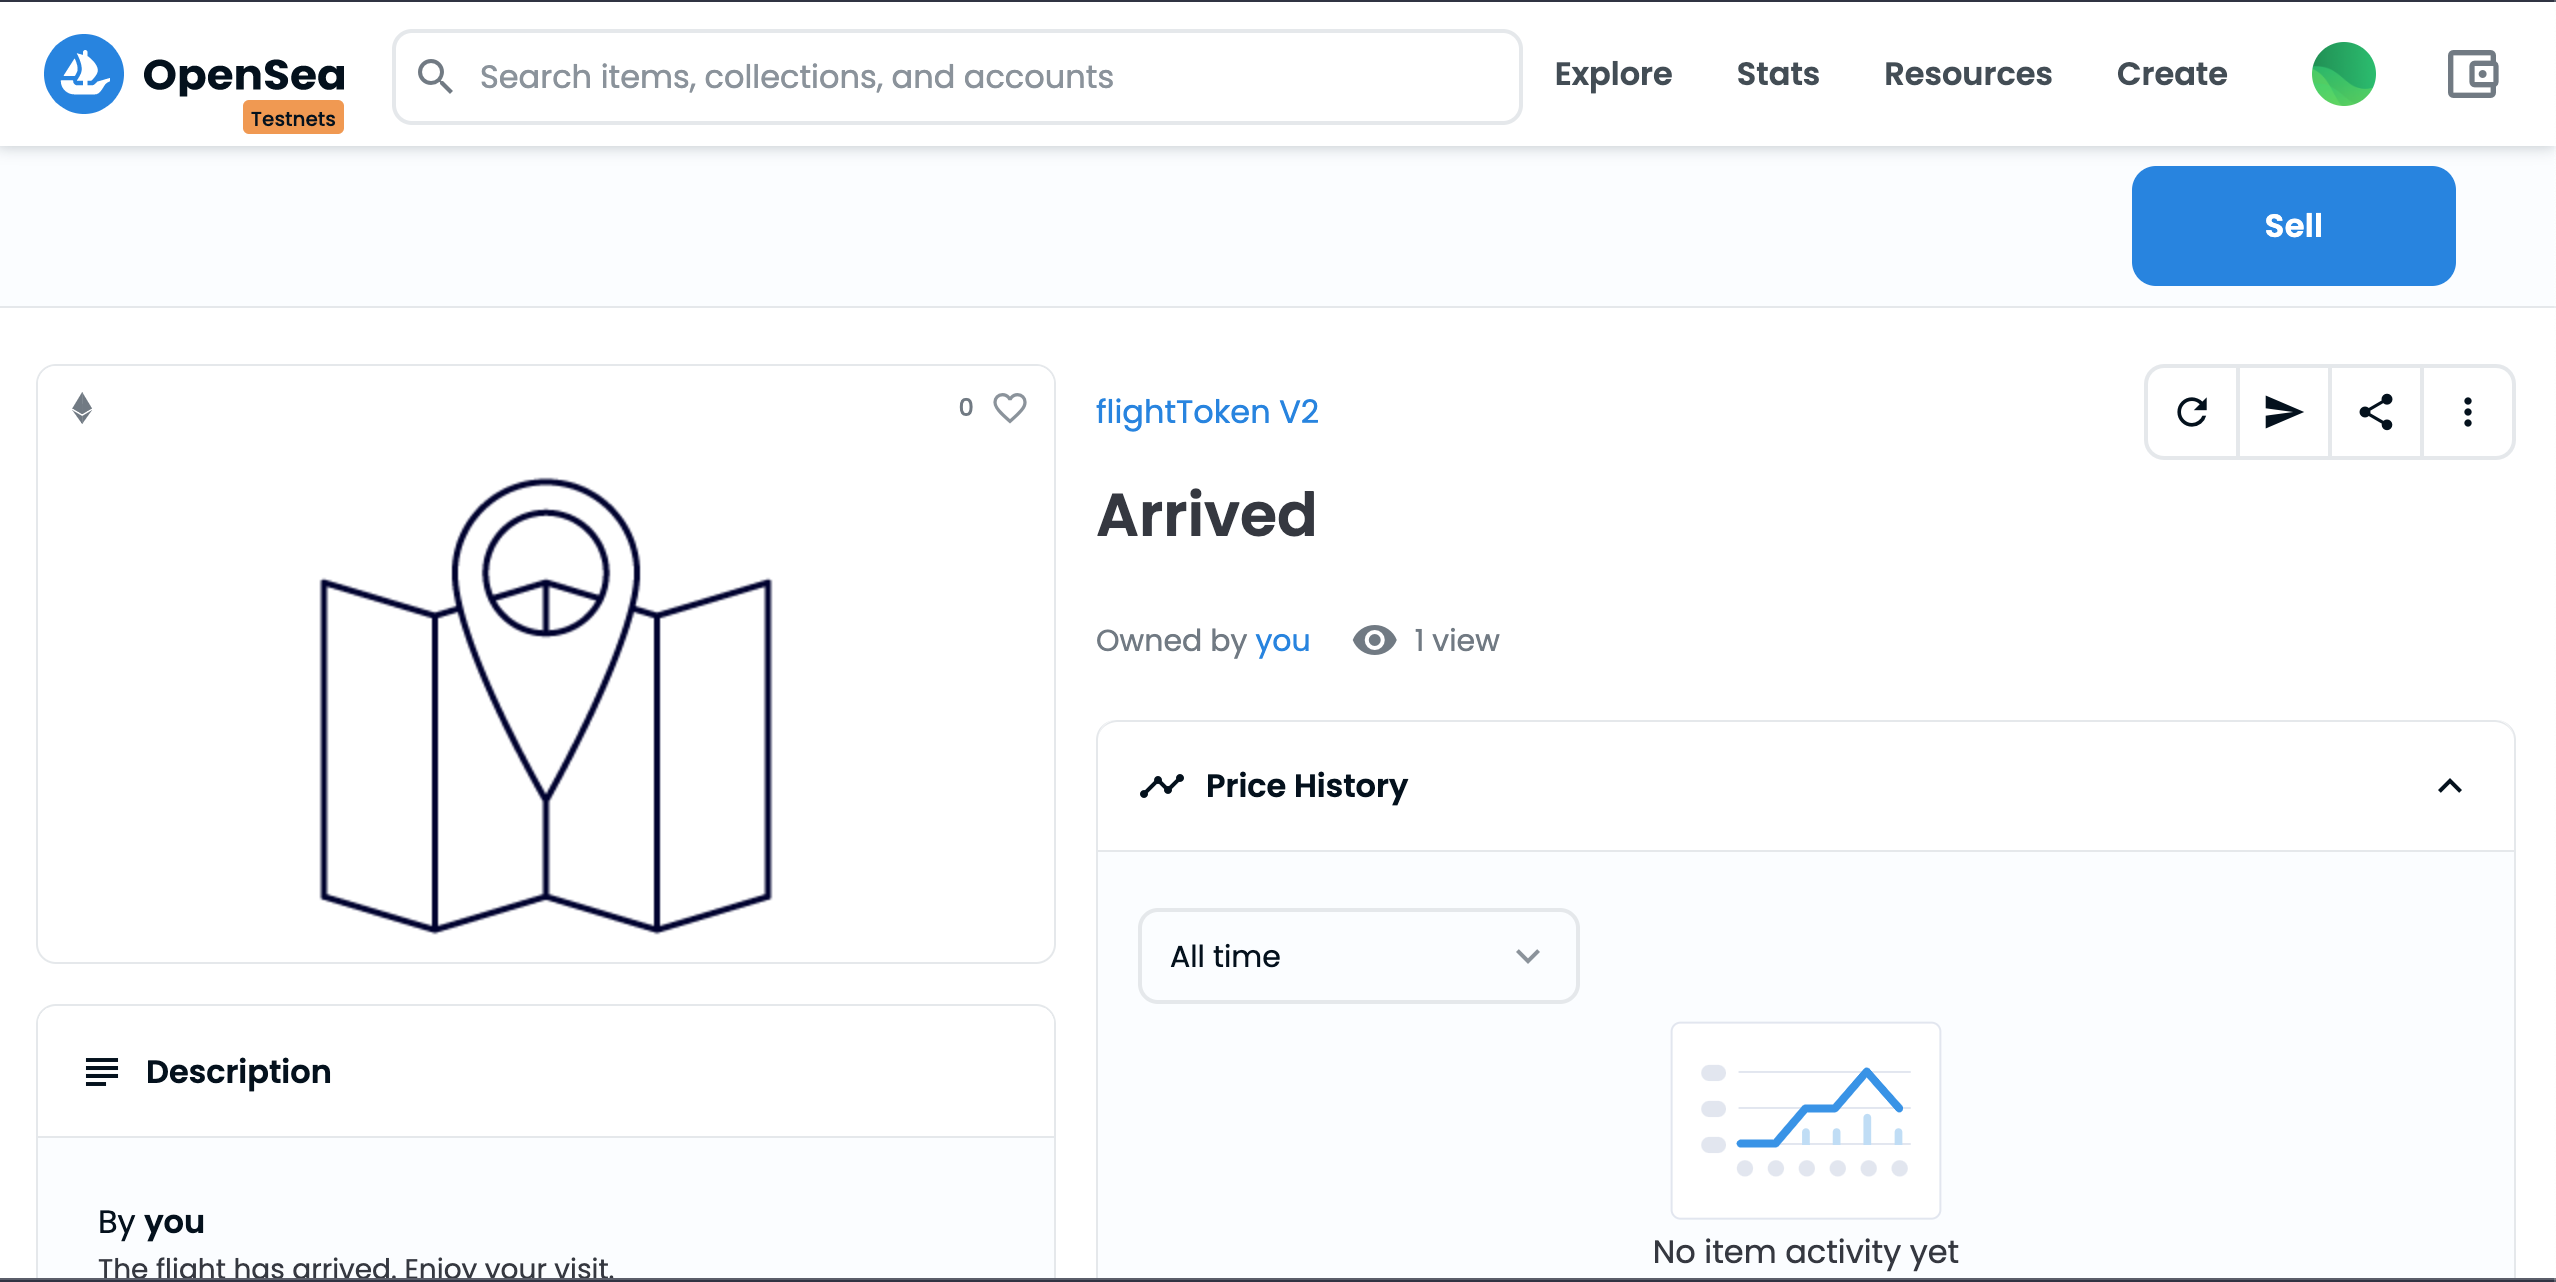 OpenSea
Testnets
Search items, collections, and accounts
Explore
Stats
Resources
Create
Sell
0
flightToken V2
Arrived
Owned by you
1 view
Price History
All time
No item activity yet
Description
By you
The flight has arrived. Enjoy your visit.